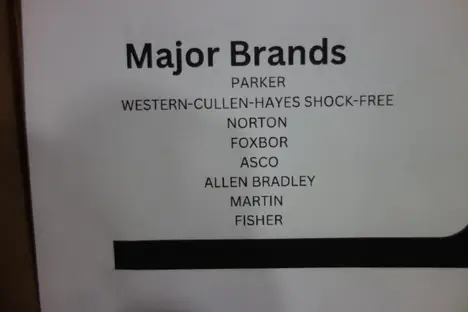 Major Brands
PARKER
WESTERN-CULLEN-HAYES SHOCK-FREE
NORTON
FOXBOR
ASCO
ALLEN BRADLEY
MARTIN
FISHER